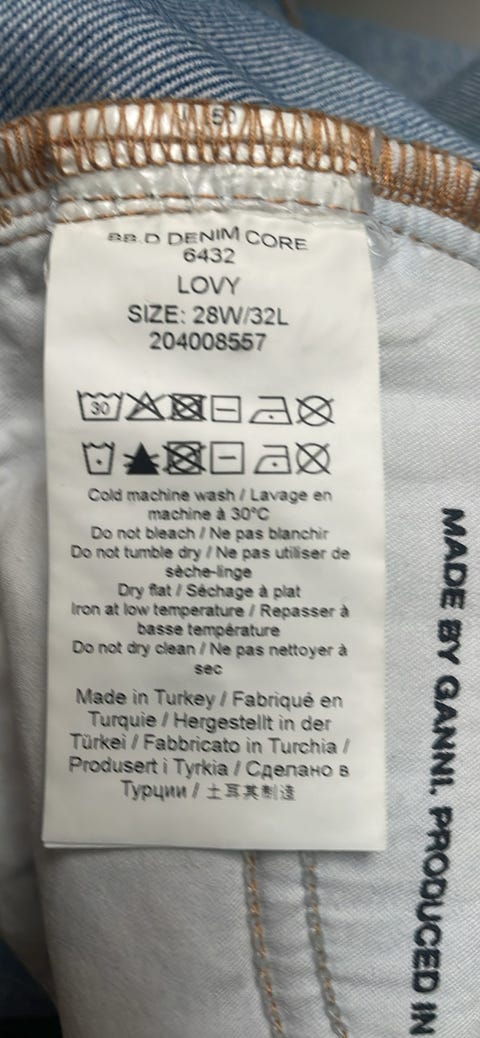 50
BB.D DENIM CORE
6432
LOVY
SIZE: 28W/32L
204008557
30
Cold machine wash / Lavage en
machine à 30°C
Do not bleach / Ne pas blanchir
Do not tumble dry / Ne pas utiliser de
sèche-linge
Dry flat / Séchage à plat
Iron at low temperature / Repasser à
basse température
Do not dry clean / Ne pas nettoyer à
sec
Made in Turkey / Fabriqué en
Turquie / Hergestellt in der
Türkei / Fabbricato in Turchia /
Produsert i Tyrkia / Сделано в
Турции / 土耳其制造
MADE BY GANNI. PRODUCED IN